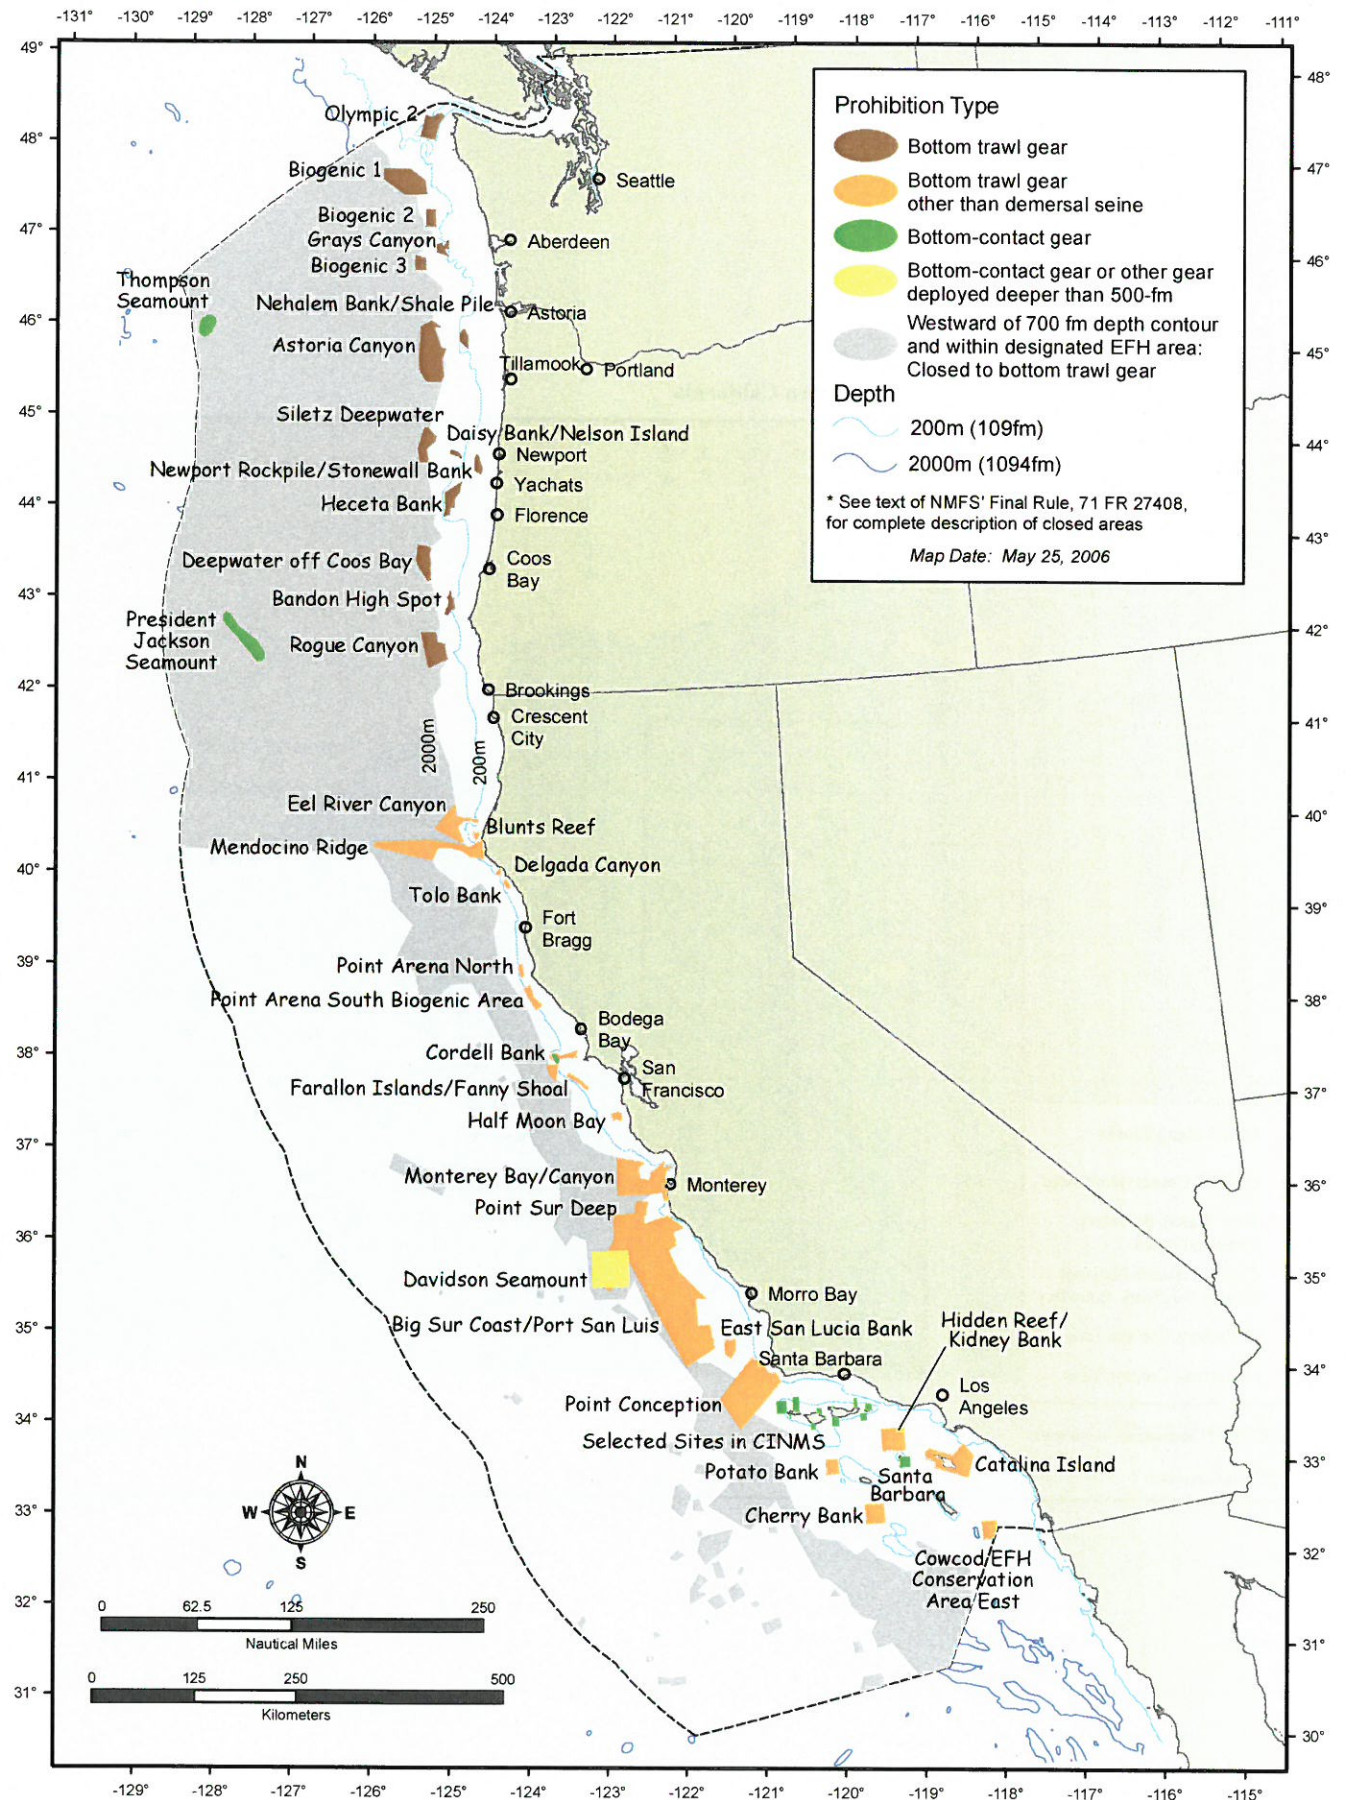 -131° -129° -128° -127° -126° -125° -124° -123° -122° -121° -120° -119° -118° -117° -116° -115° -114° -113° -112° -111°
49°
48°
47°
46°
45°
44°
43°
42°
41°
40°
39°
38°
37°
36°
35°
34°
33°
32°
31°
48°
47°
46°
45°
44°
43°
42°
41°
40°
39°
38°
37°
36°
35°
34°
33°
32°
31°
30°
Prohibition Type
Bottom trawl gear
Bottom trawl gear
other than demersal seine
Bottom-contact gear
Bottom-contact gear or other gear
deployed deeper than 500-fm
Westward of 700 fm depth contour
and within designated EFH area:
Closed to bottom trawl gear
Depth
200m (109fm)
2000m (1094fm)
* See text of NMFS' Final Rule, 71 FR 27408,
for complete description of closed areas
Map Date: May 25, 2006
Olympic 2
Biogenic 1
Seattle
Biogenic 2
Grays Canyon
Aberdeen
Biogenic 3
Thompson
Seamount
Nehalem Bank/Shale Pile
Astoria
Astoria Canyon
Tillamook
Portland
Siletz Deepwater
Daisy Bank/Nelson Island
Newport
Newport Rockpile/Stonewall Bank
Yachats
Heceta Bank
Florence
Deepwater off Coos Bay
Coos
Bay
Bandon High Spot
President
Jackson
Seamount
Rogue Canyon
Brookings
Crescent
City
2000m
200m
Eel River Canyon
Blunts Reef
Mendocino Ridge
Delgada Canyon
Tolo Bank
Fort
Bragg
Point Arena North
Point Arena South Biogenic Area
Bodega
Bay
Cordell Bank
San
Francisco
Farallon Islands/Fanny Shoal
Half Moon Bay
Monterey Bay/Canyon
Monterey
Point Sur Deep
Davidson Seamount
Morro Bay
Big Sur Coast/Port San Luis
East San Lucia Bank
Hidden Reef/
Kidney Bank
Santa Barbara
Los
Angeles
Point Conception
Selected Sites in CINMS
Potato Bank
Santa
Barbara
Catalina Island
Cherry Bank
Cowcod EFH
Conservation
Area East
N
W E
S
0 62.5 125 250
Nautical Miles
0 125 250 500
Kilometers
-129° -128° -127° -126° -125° -124° -123° -122° -121° -120° -119° -118° -117° -116° -115°